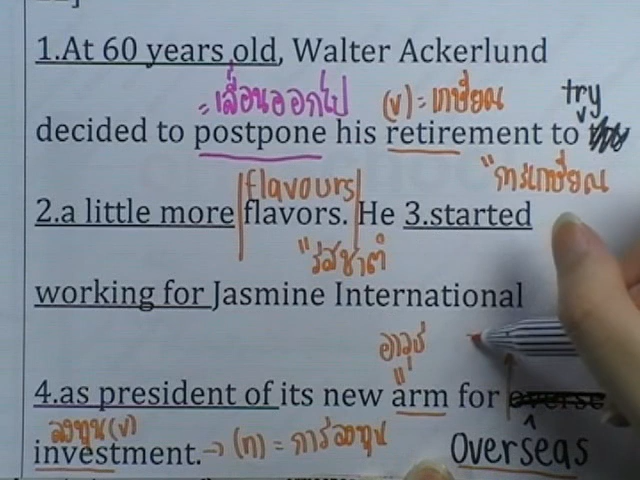 1.At 60 years old, Walter Ackerlund
=เลื่อนออกไป (v)=เกษียณ try
decided to postpone his retirement to
"การเกษียณ
flavours
2.a little more flavors. He 3.started
"รสชาติ
working for Jasmine International
อาวุธ
"
4.as president of its new arm for
ลงทุน(v)
investment.→(n)=การลงทุน Overseas